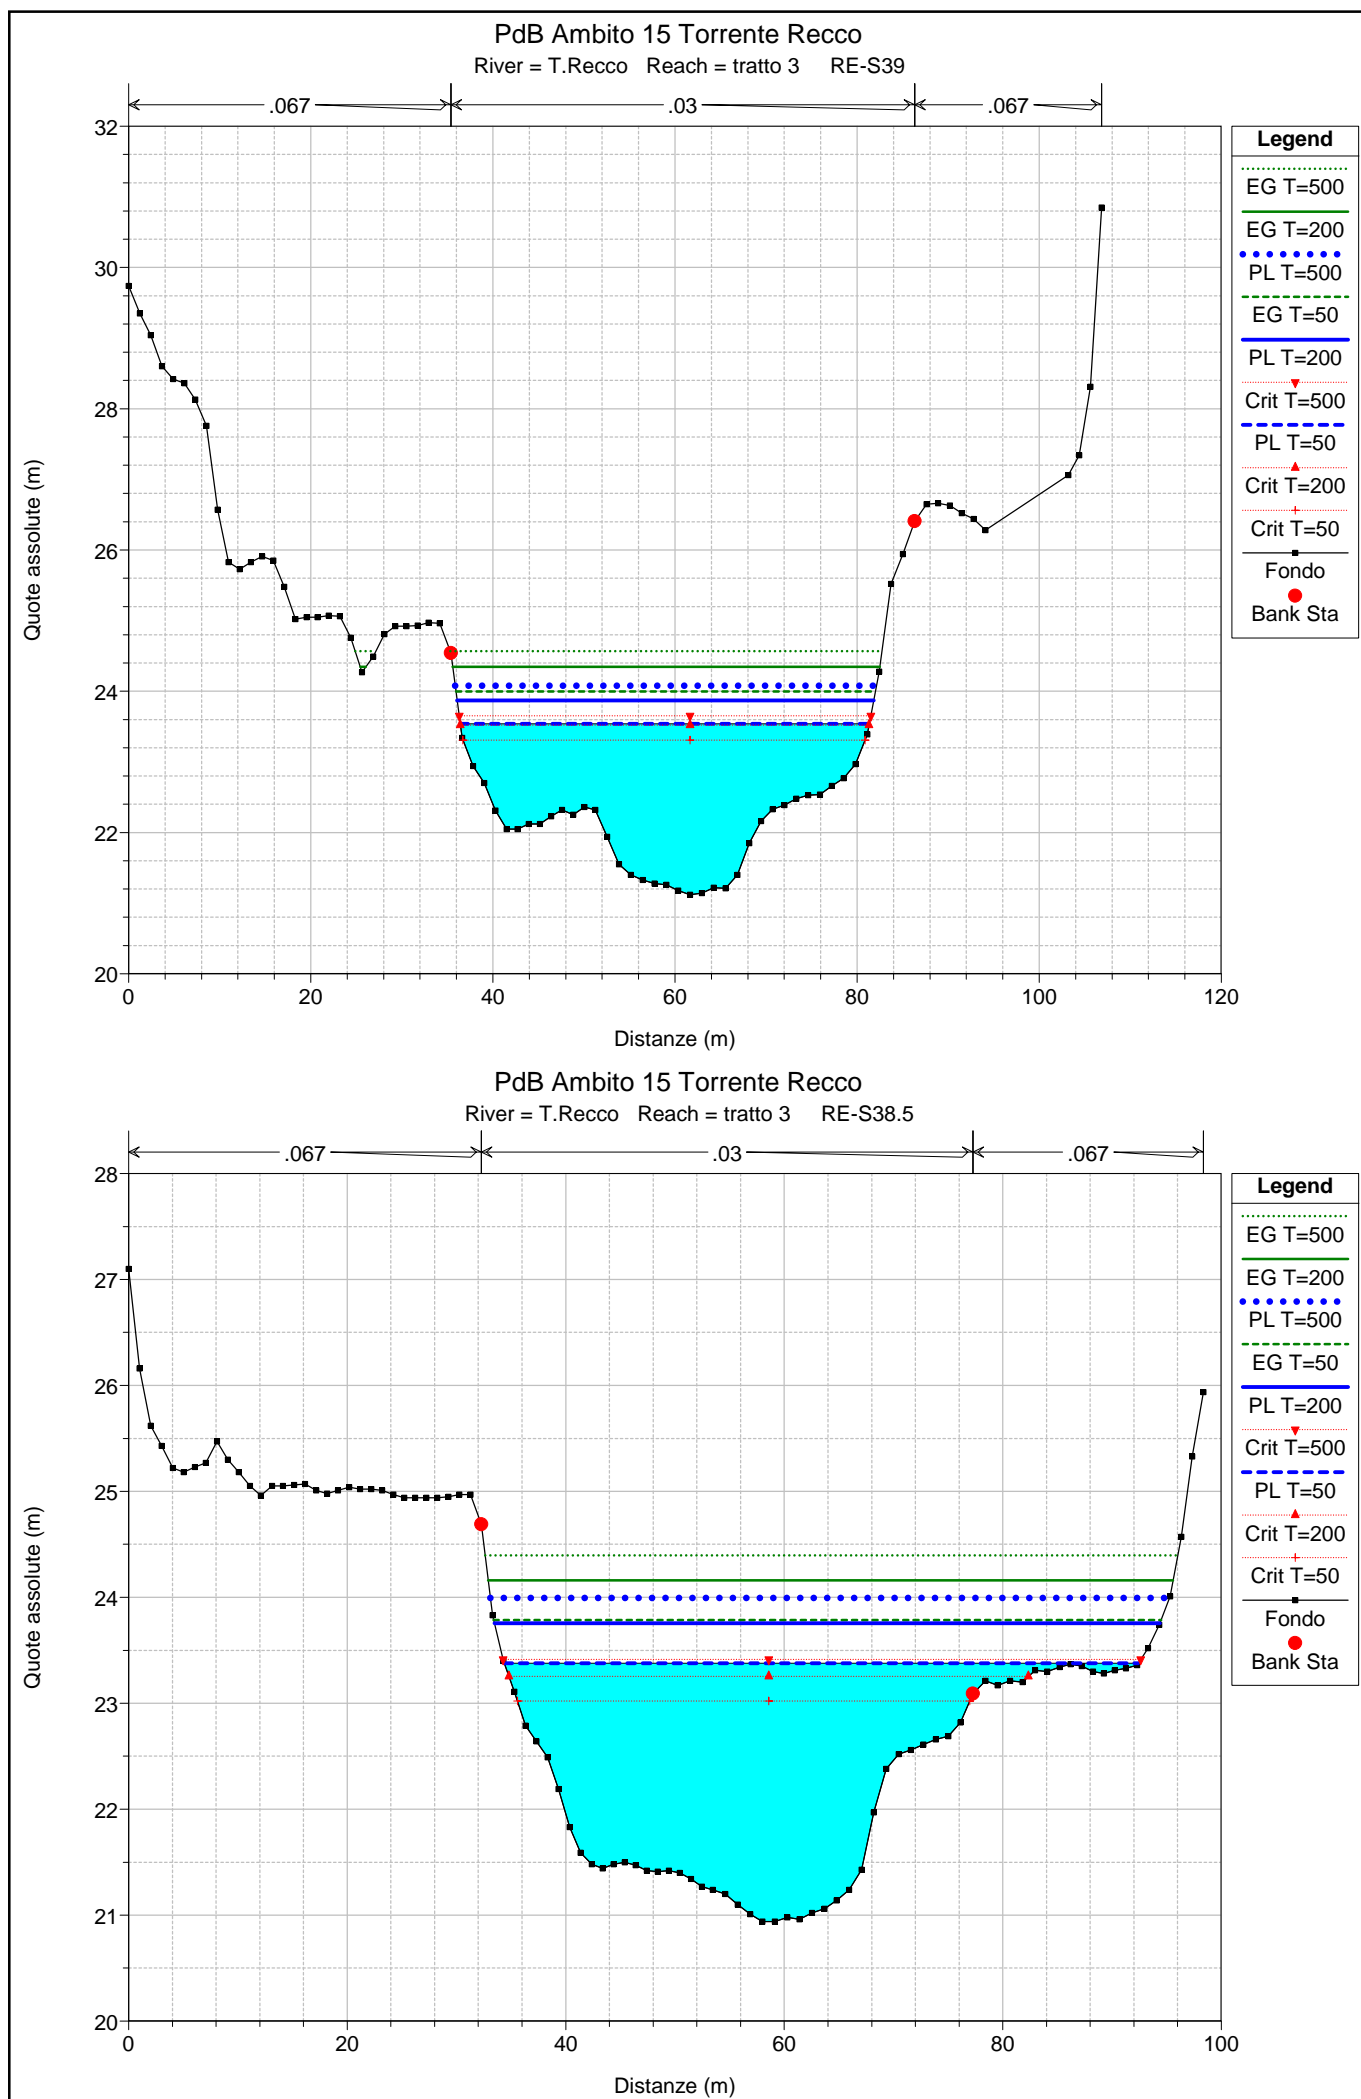 PdB Ambito 15 Torrente Recco
River = T.Recco Reach = tratto 3 RE-S39
.067 .03 .067
32
30
28
26
24
22
20
Quote assolute (m)
0 20 40 60 80 100 120
Distanze (m)
Legend
EG T=500
EG T=200
PL T=500
EG T=50
PL T=200
Crit T=500
PL T=50
Crit T=200
Crit T=50
Fondo
Bank Sta
PdB Ambito 15 Torrente Recco
River = T.Recco Reach = tratto 3 RE-S38.5
.067 .03 .067
28
27
26
25
24
23
22
21
20
Quote assolute (m)
0 20 40 60 80 100
Distanze (m)
Legend
EG T=500
EG T=200
PL T=500
EG T=50
PL T=200
Crit T=500
PL T=50
Crit T=200
Crit T=50
Fondo
Bank Sta